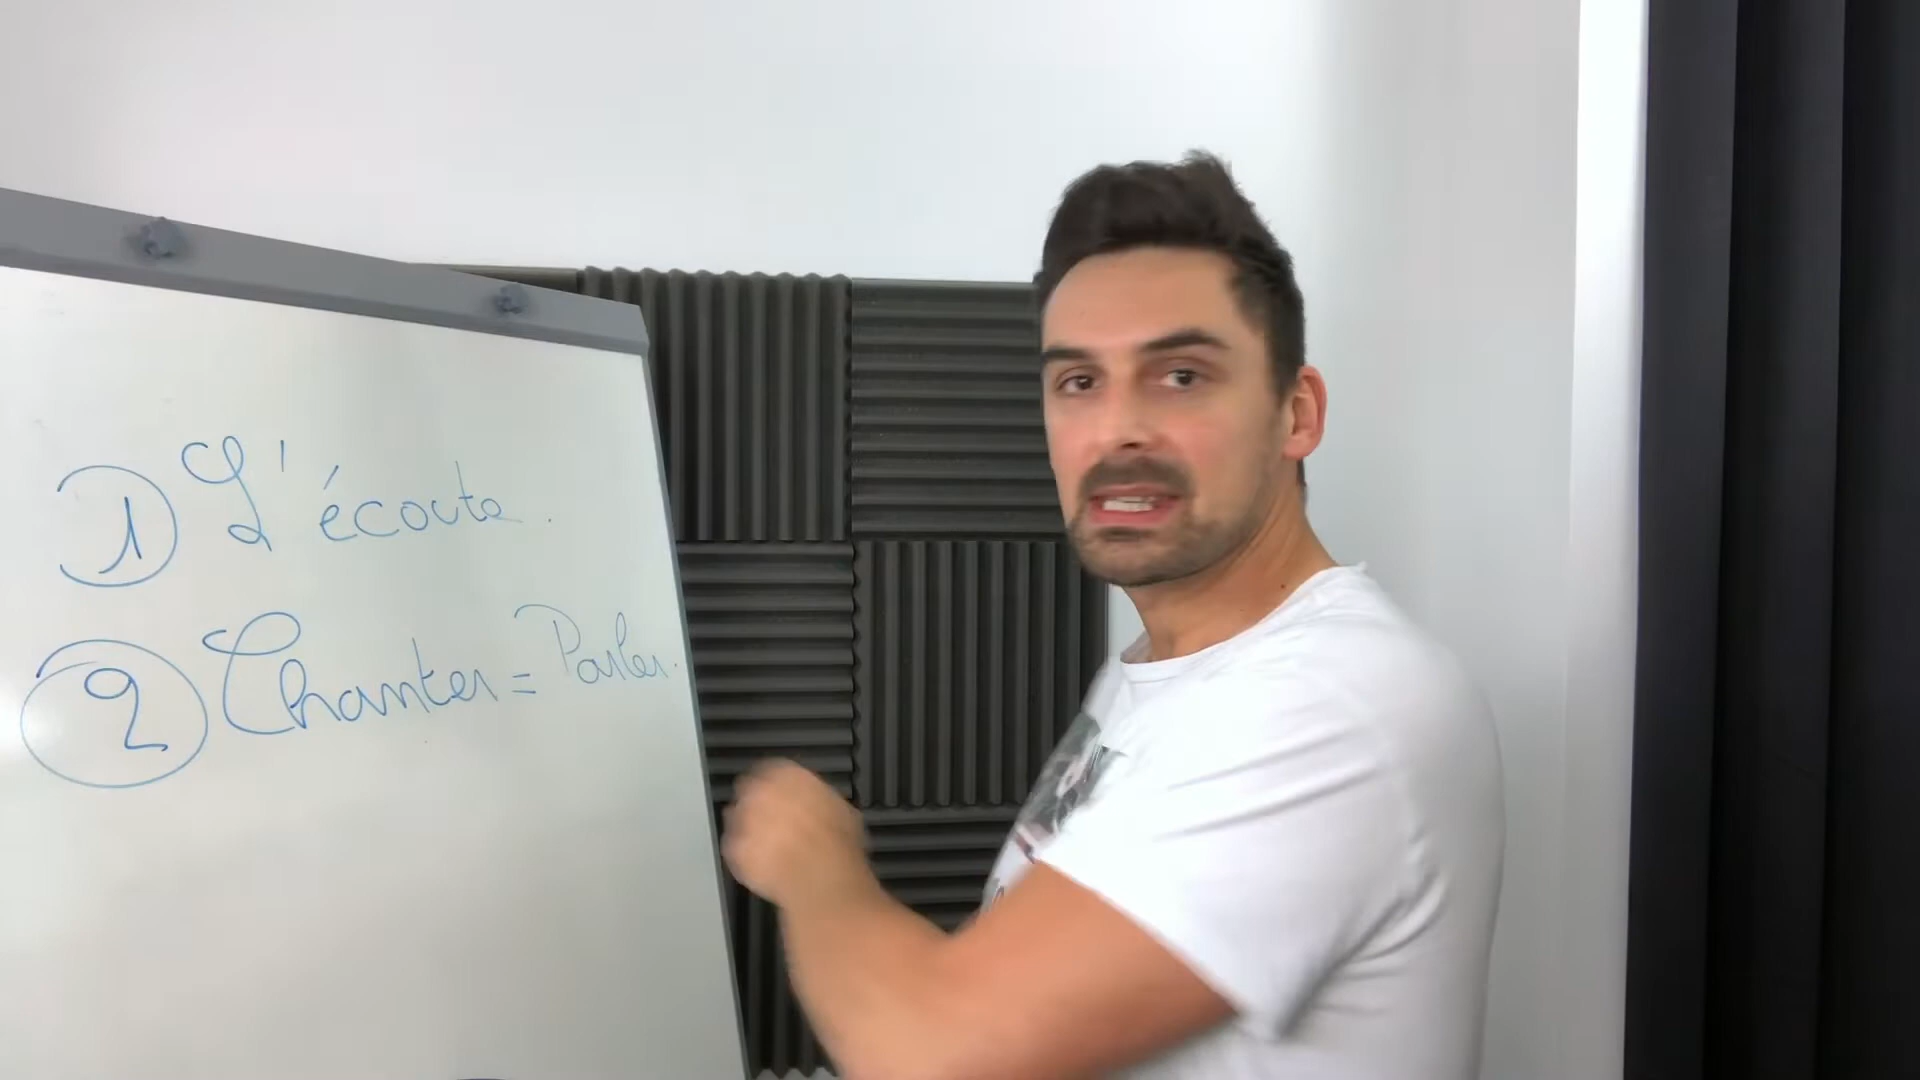 1 L'écoute.
2 Chanter = Parler.